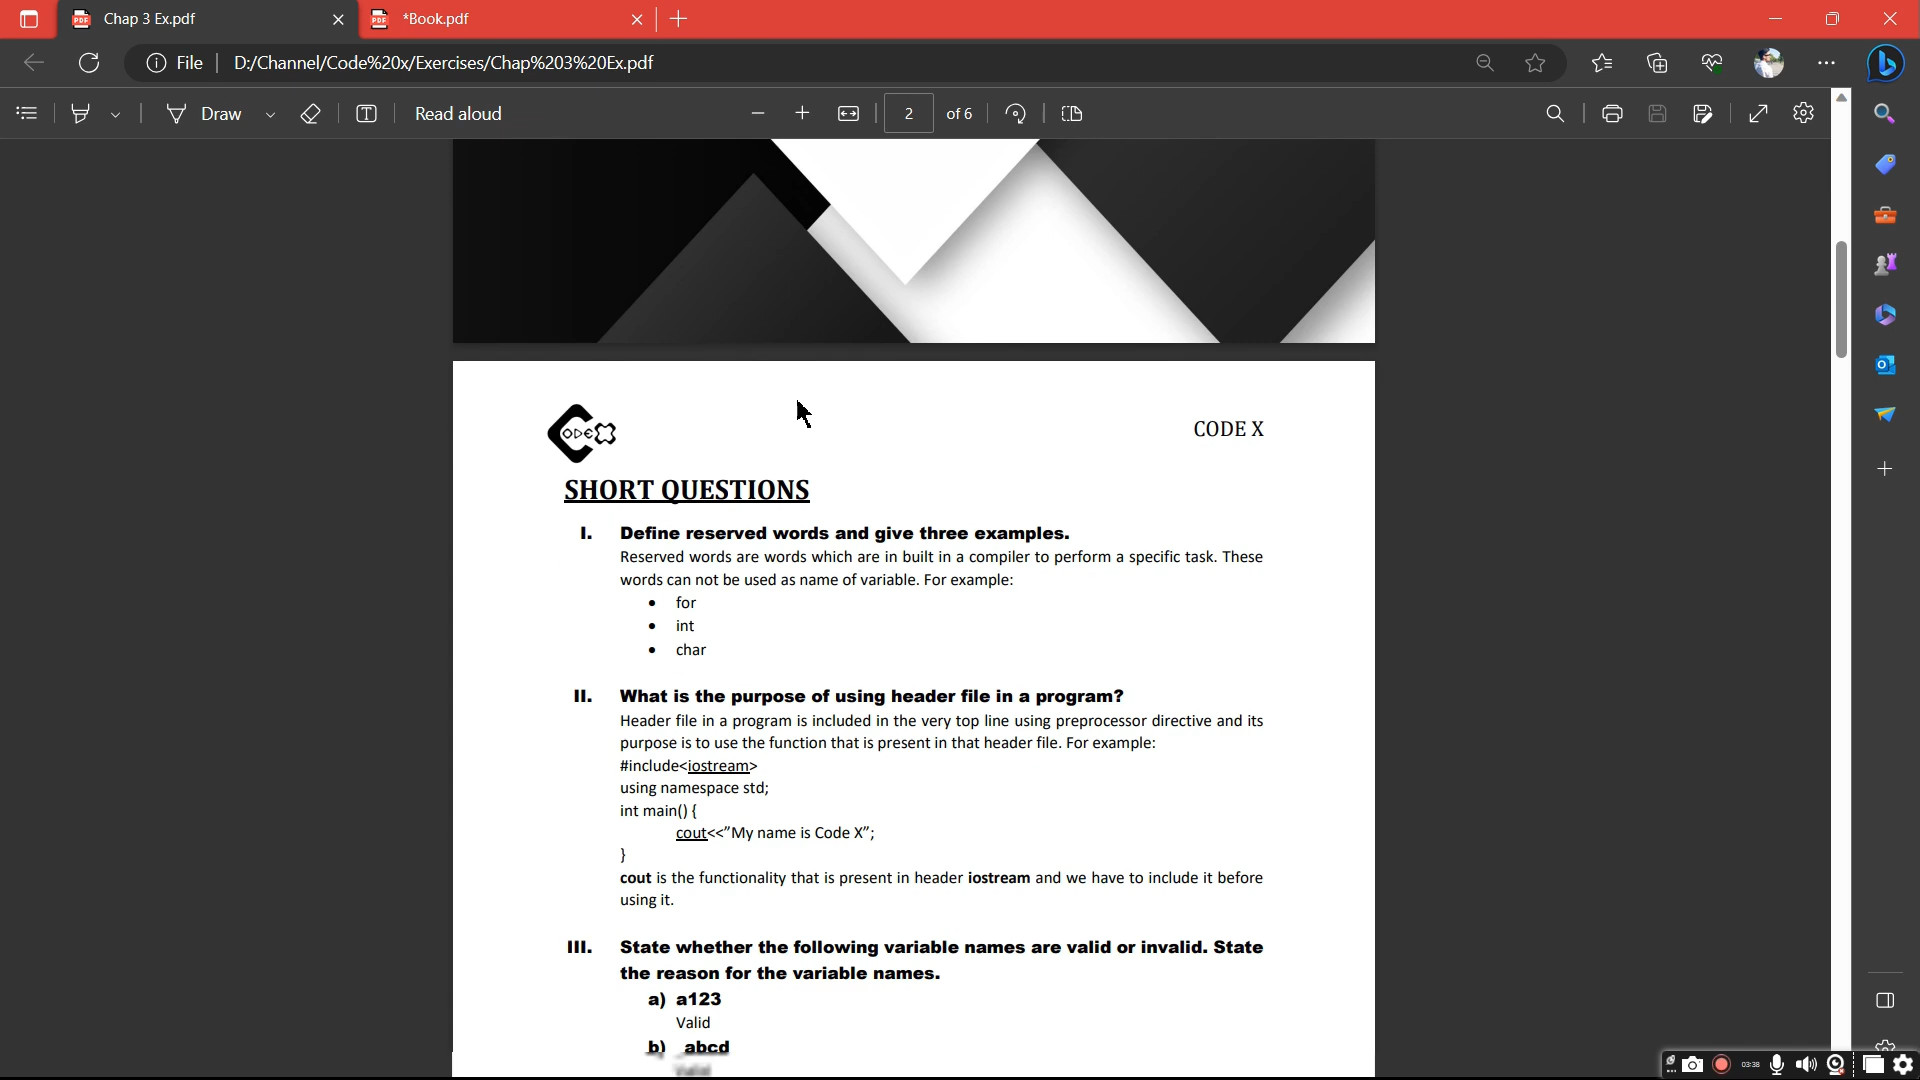 Chap 3 Ex.pdf
*Book.pdf
File
D:/Channel/Code%20x/Exercises/Chap%203%20Ex.pdf
Draw
Read aloud
2 of 6
ODE
CODE X
SHORT QUESTIONS
I. Define reserved words and give three examples.
Reserved words are words which are in built in a compiler to perform a specific task. These
words can not be used as name of variable. For example:
• for
• int
• char
II. What is the purpose of using header file in a program?
Header file in a program is included in the very top line using preprocessor directive and its
purpose is to use the function that is present in that header file. For example:
#include<iostream>
using namespace std;
int main() {
cout<<”My name is Code X”;
}
cout is the functionality that is present in header iostream and we have to include it before
using it.
III. State whether the following variable names are valid or invalid. State
the reason for the variable names.
a) a123
Valid
b) _abcd
Valid
03:38